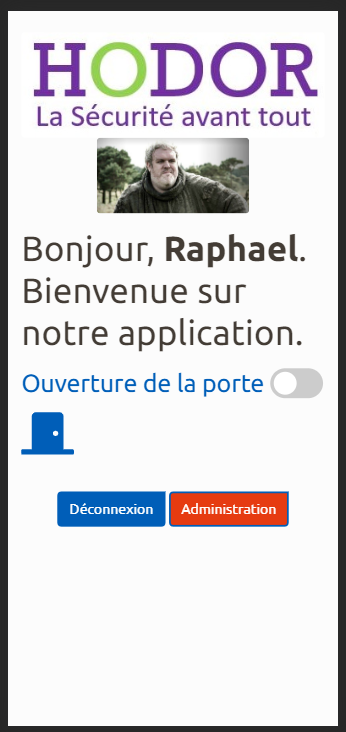 HODOR
La Sécurité avant tout
Bonjour, Raphael.
Bienvenue sur
notre application.
Ouverture de la porte
Déconnexion
Administration